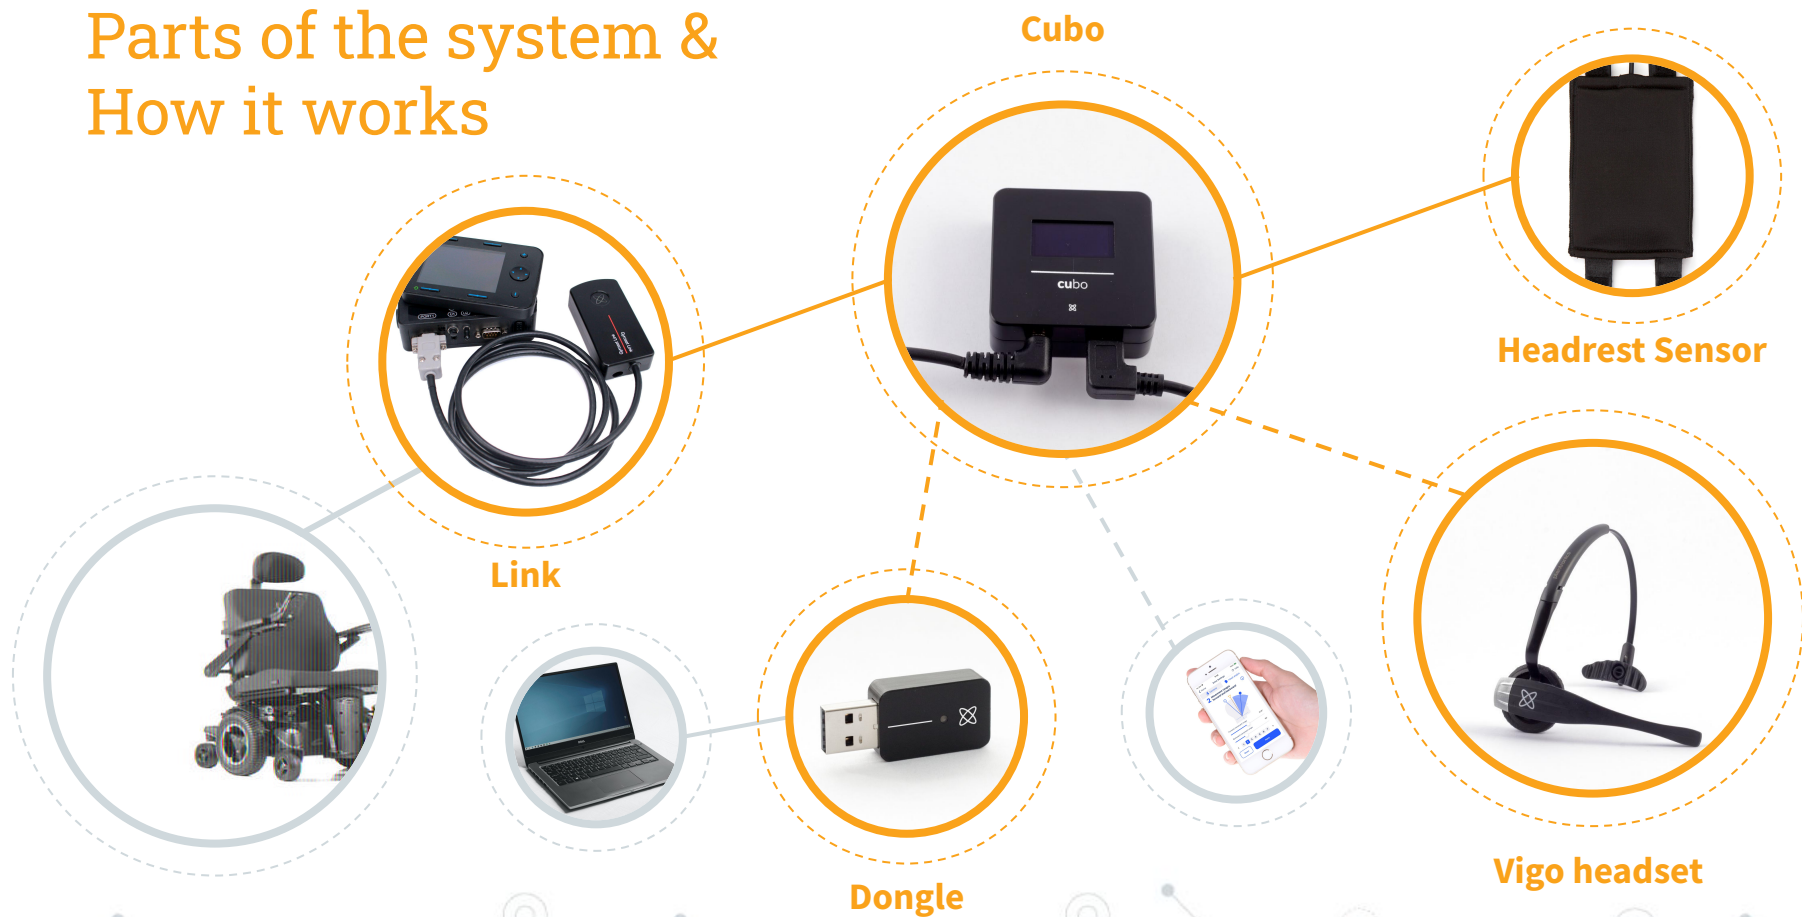 Parts of the system &
How it works
Cubo
cubo
Headrest Sensor
Link
Dongle
Vigo headset